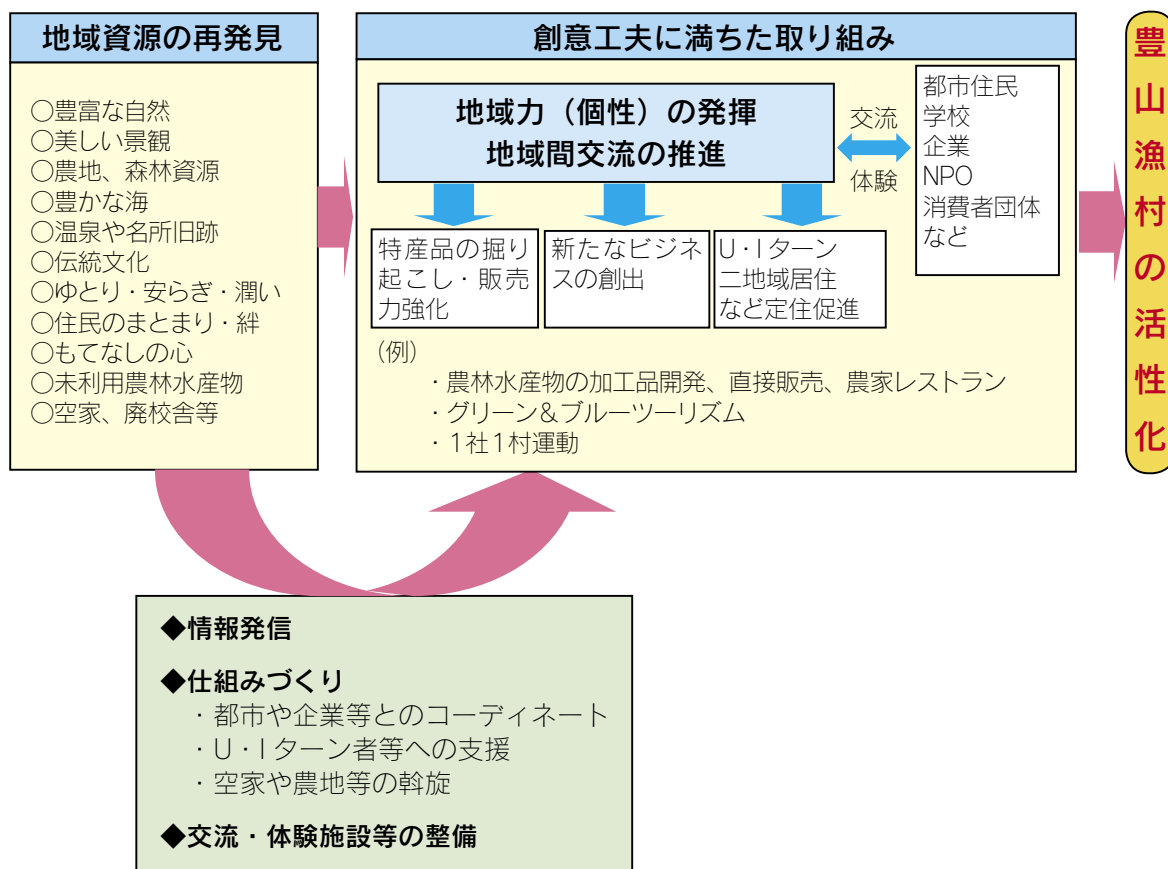 地域資源の再発見
○豊富な自然
○美しい景観
○農地、森林資源
○豊かな海
○温泉や名所旧跡
○伝統文化
○ゆとり・安らぎ・潤い
○住民のまとまり・絆
○もてなしの心
○未利用農林水産物
○空家、廃校舎等
創意工夫に満ちた取り組み
地域力（個性）の発揮
地域間交流の推進
交流
体験
都市住民
学校
企業
NPO
消費者団体
など
特産品の掘り
起こし・販売
力強化
新たなビジネ
スの創出
U・Iターン
二地域居住
など定住促進
（例）
・農林水産物の加工品開発、直接販売、農家レストラン
・グリーン＆ブルーツーリズム
・１社１村運動
豊山漁村の活性化
◆情報発信
◆仕組みづくり
・都市や企業等とのコーディネート
・U・Iターン者等への支援
・空家や農地等の斡旋
◆交流・体験施設等の整備